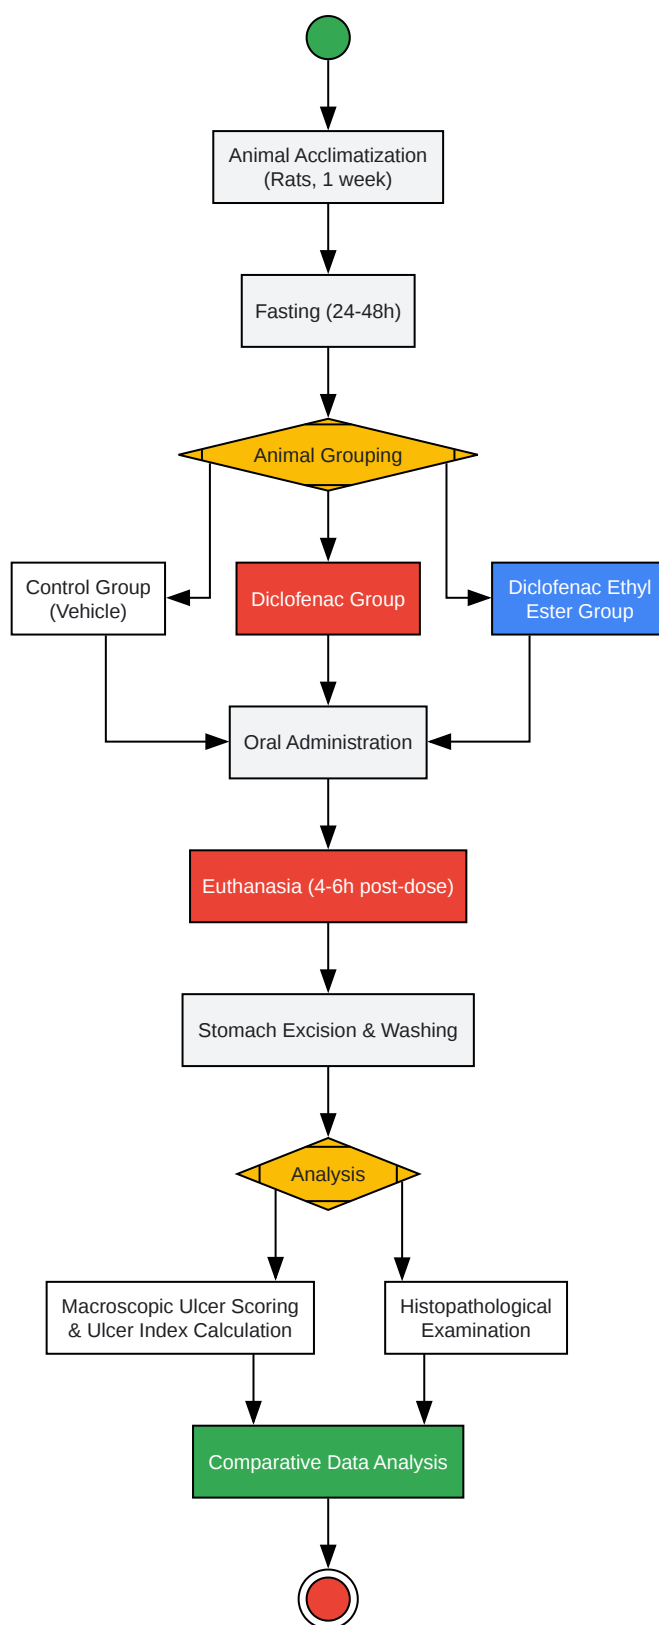 Animal Acclimatization
(Rats, 1 week)
Fasting (24-48h)
Animal Grouping
Control Group
(Vehicle)
Diclofenac Group
Diclofenac Ethyl
Ester Group
Oral Administration
Euthanasia (4-6h post-dose)
Stomach Excision & Washing
Analysis
Macroscopic Ulcer Scoring
& Ulcer Index Calculation
Histopathological
Examination
Comparative Data Analysis